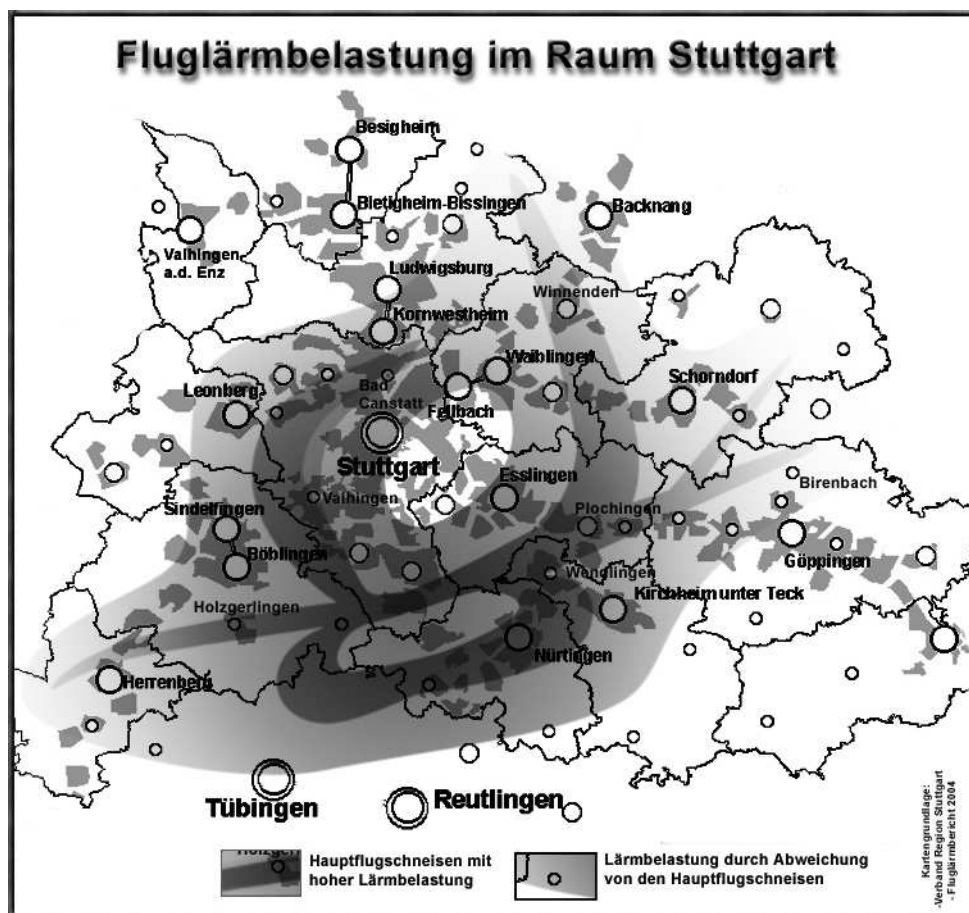 Fluglärmbelastung im Raum Stuttgart
Besigheim
Bietigheim-Bissingen
Backnang
Vaihingen
a.d. Enz
Ludwigsburg
Winnenden
Kornwestheim
Waiblingen
Leonberg
Bad
Canstatt
Schorndorf
Fellbach
Stuttgart
Esslingen
Birenbach
Vaihingen
Sindelfingen
Plochingen
Böblingen
Göppingen
Wendlingen
Kirchheim unter Teck
Holzgerlingen
Nürtingen
Herrenberg
Tübingen
Reutlingen
Hauptflugschneisen mit
hoher Lärmbelastung
Lärmbelastung durch Abweichung
von den Hauptflugschneisen
Kartengrundlage:
-Verband Region Stuttgart
- Fluglärmbericht 2004